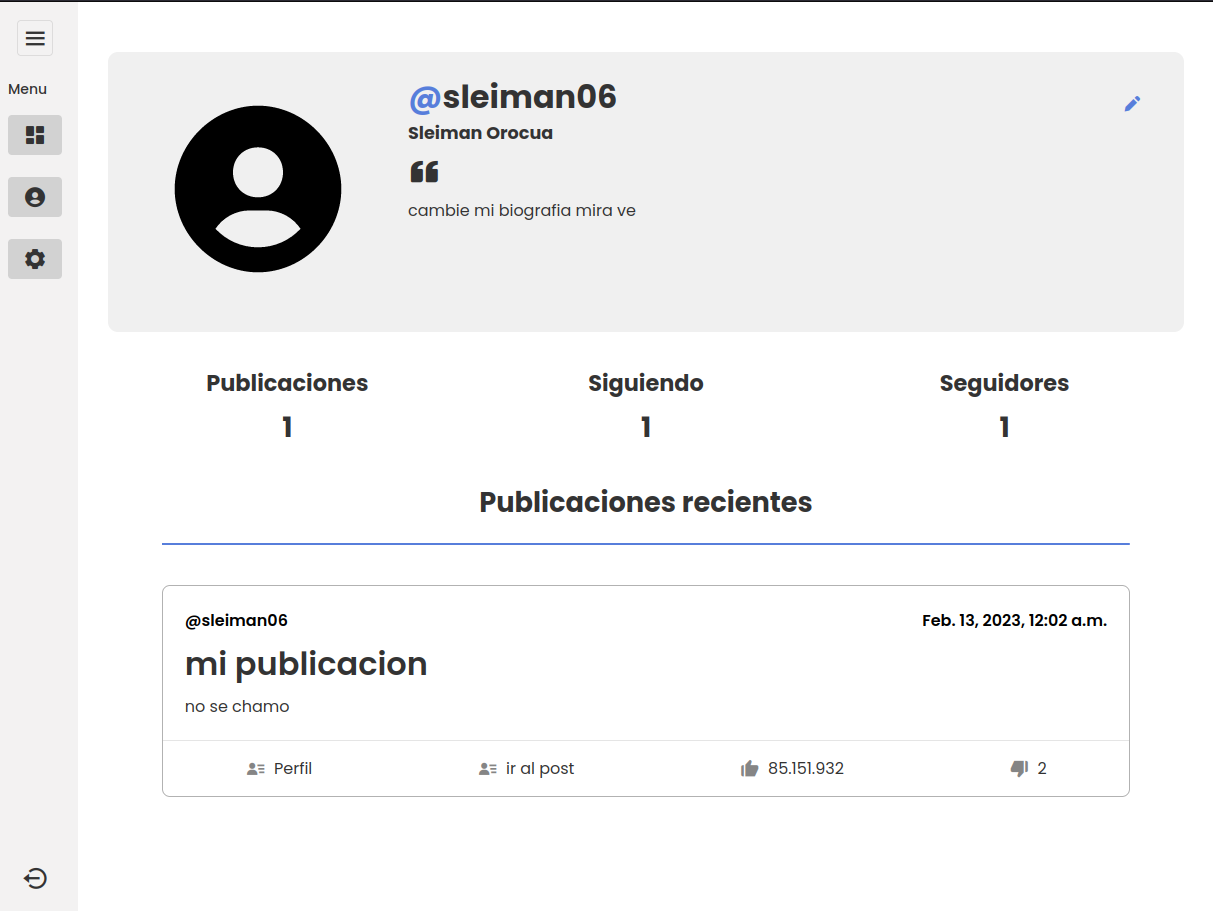 Menu
@sleiman06
Sleiman Orocua
cambie mi biografia mira ve
Publicaciones
1
Siguiendo
1
Seguidores
1
Publicaciones recientes
@sleiman06
Feb. 13, 2023, 12:02 a.m.
mi publicacion
no se chamo
Perfil
ir al post
85.151.932
2